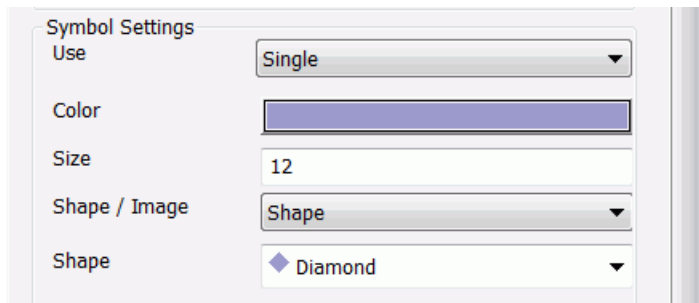 Symbol Settings
Use Single
Color
Size 12
Shape / Image Shape
Shape Diamond